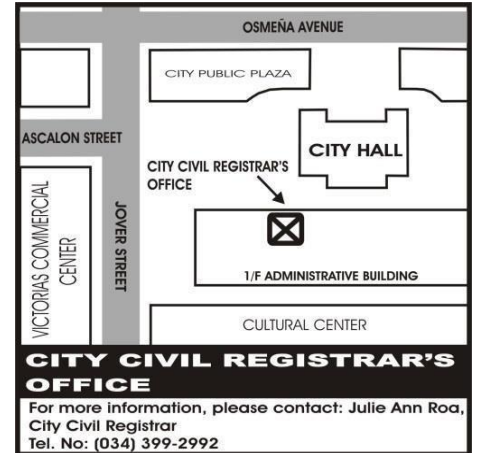 OSMEÑA AVENUE
CITY PUBLIC PLAZA
ASCALON STREET
CITY HALL
CITY CIVIL REGISTRAR'S
OFFICE
VICTORIAS COMMERCIAL
CENTER
JOVER STREET
1/F ADMINISTRATIVE BUILDING
CULTURAL CENTER
CITY CIVIL REGISTRAR'S
OFFICE
For more information, please contact: Julie Ann Roa,
City Civil Registrar
Tel. No: (034) 399-2992